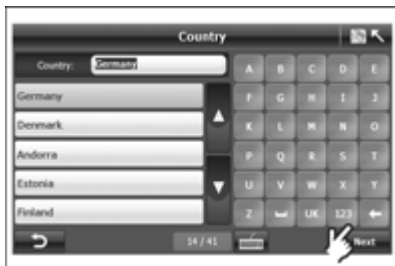 Country
Country: Germany
A B C D E
Germany
F G H I J
Denmark
K L M N O
Andorra
P Q R S T
Estonia
U V W X Y
Finland
Z UK 123
14 / 41
Next